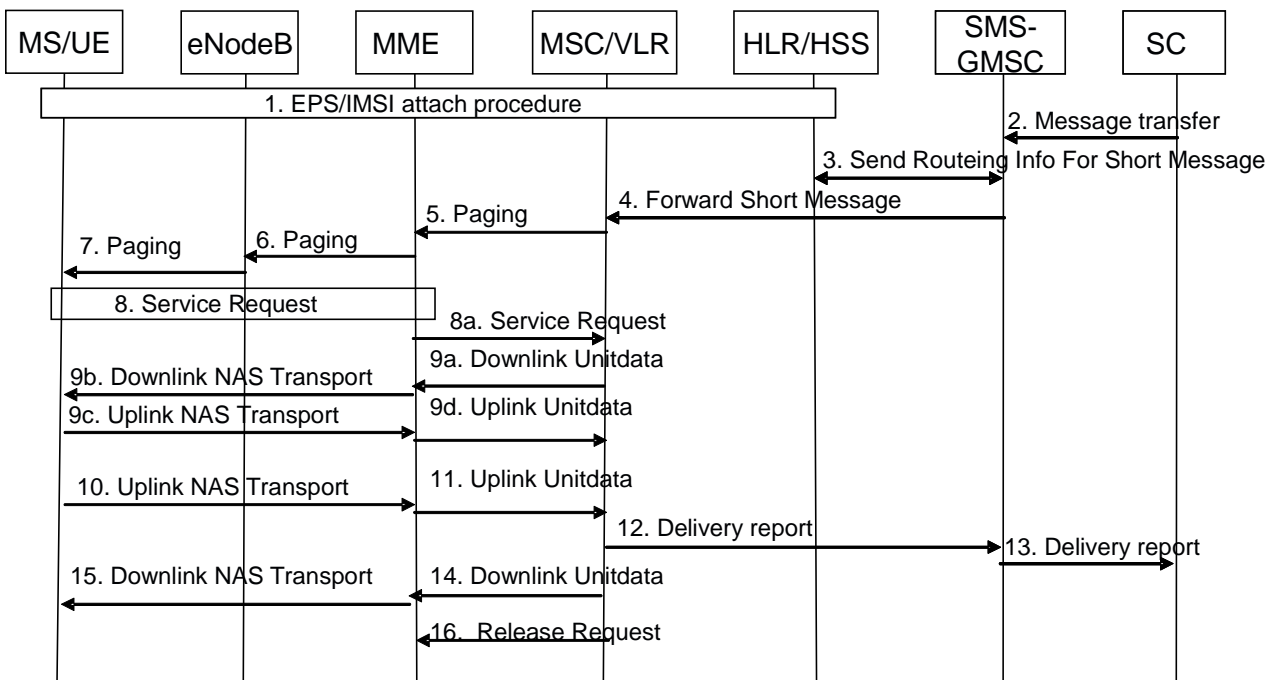 MS/UE
eNodeB
MME
MSC/VLR
HLR/HSS
SMS-
GMSC
SC
1. EPS/IMSI attach procedure
2. Message transfer
3. Send Routeing Info For Short Message
4. Forward Short Message
5. Paging
6. Paging
7. Paging
8. Service Request
8a. Service Request
9a. Downlink Unitdata
9b. Downlink NAS Transport
9c. Uplink NAS Transport
9d. Uplink Unitdata
10. Uplink NAS Transport
11. Uplink Unitdata
12. Delivery report
13. Delivery report
15. Downlink NAS Transport
14. Downlink Unitdata
16. Release Request